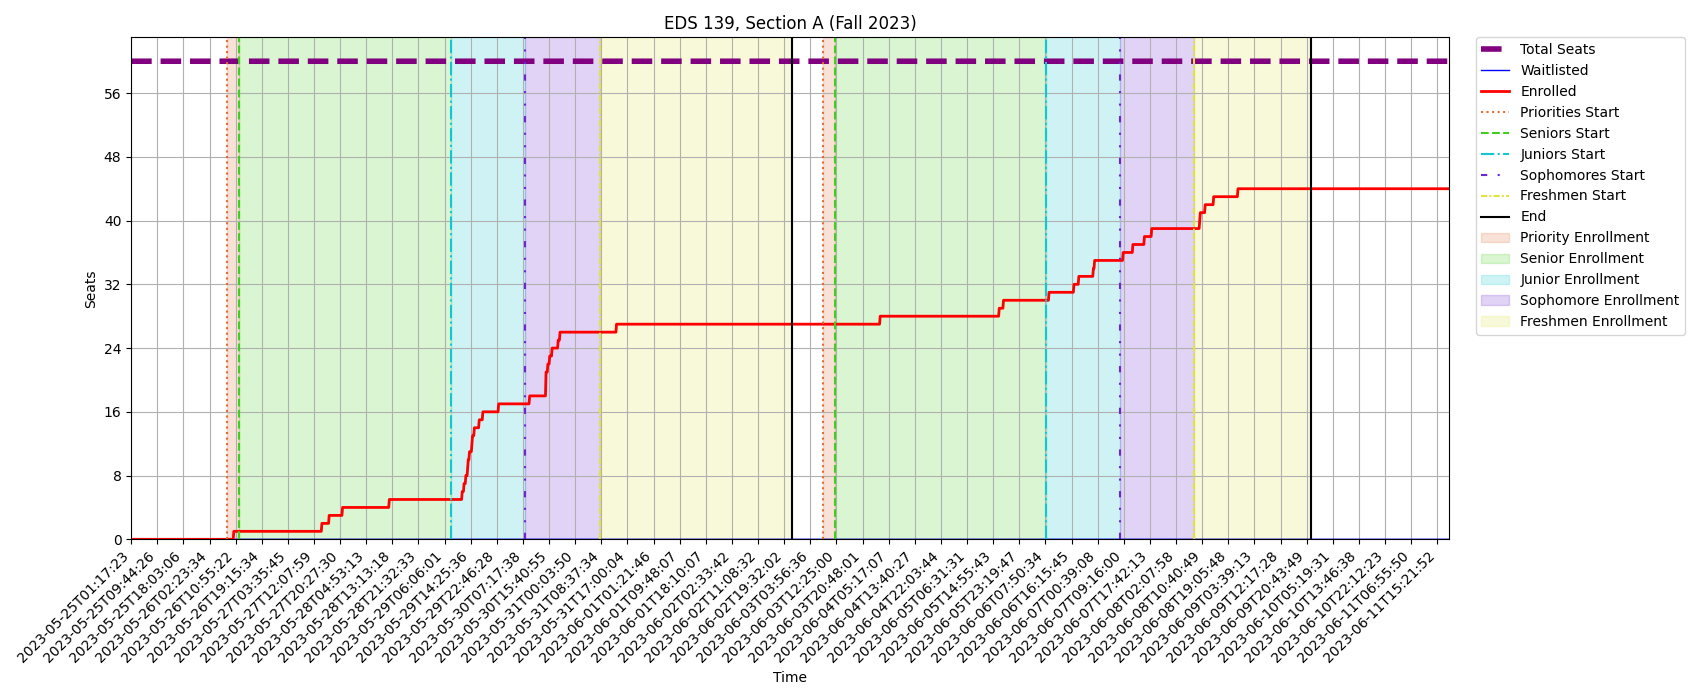 EDS 139, Section A (Fall 2023)
Total Seats
Waitlisted
Enrolled
Priorities Start
Seniors Start
Juniors Start
Sophomores Start
Freshmen Start
End
Priority Enrollment
Senior Enrollment
Junior Enrollment
Sophomore Enrollment
Freshmen Enrollment
Seats
56
48
40
32
24
16
8
0
2023-05-25T01:17:23
2023-05-25T09:44:26
2023-05-25T18:03:06
2023-05-26T02:23:34
2023-05-26T10:55:22
2023-05-26T19:15:34
2023-05-27T03:35:45
2023-05-27T12:07:59
2023-05-27T20:27:30
2023-05-28T04:53:13
2023-05-28T13:13:18
2023-05-28T21:32:33
2023-05-29T06:06:01
2023-05-29T14:25:36
2023-05-29T22:46:28
2023-05-30T07:17:38
2023-05-30T15:40:55
2023-05-31T00:03:50
2023-05-31T08:37:34
2023-05-31T17:00:04
2023-06-01T01:21:46
2023-06-01T09:48:07
2023-06-01T18:10:07
2023-06-02T02:33:42
2023-06-02T11:08:32
2023-06-02T19:32:02
2023-06-03T03:56:36
2023-06-03T12:25:00
2023-06-03T20:48:01
2023-06-04T05:17:07
2023-06-04T13:40:27
2023-06-04T22:03:44
2023-06-05T06:31:31
2023-06-05T14:55:43
2023-06-05T23:19:47
2023-06-06T07:50:34
2023-06-06T16:15:45
2023-06-07T00:39:08
2023-06-07T09:16:00
2023-06-07T17:42:13
2023-06-08T02:07:58
2023-06-08T10:40:49
2023-06-08T19:05:48
2023-06-09T03:39:13
2023-06-09T12:17:28
2023-06-09T20:43:49
2023-06-10T05:19:31
2023-06-10T13:46:38
2023-06-10T22:12:23
2023-06-11T06:55:50
2023-06-11T15:21:52
Time